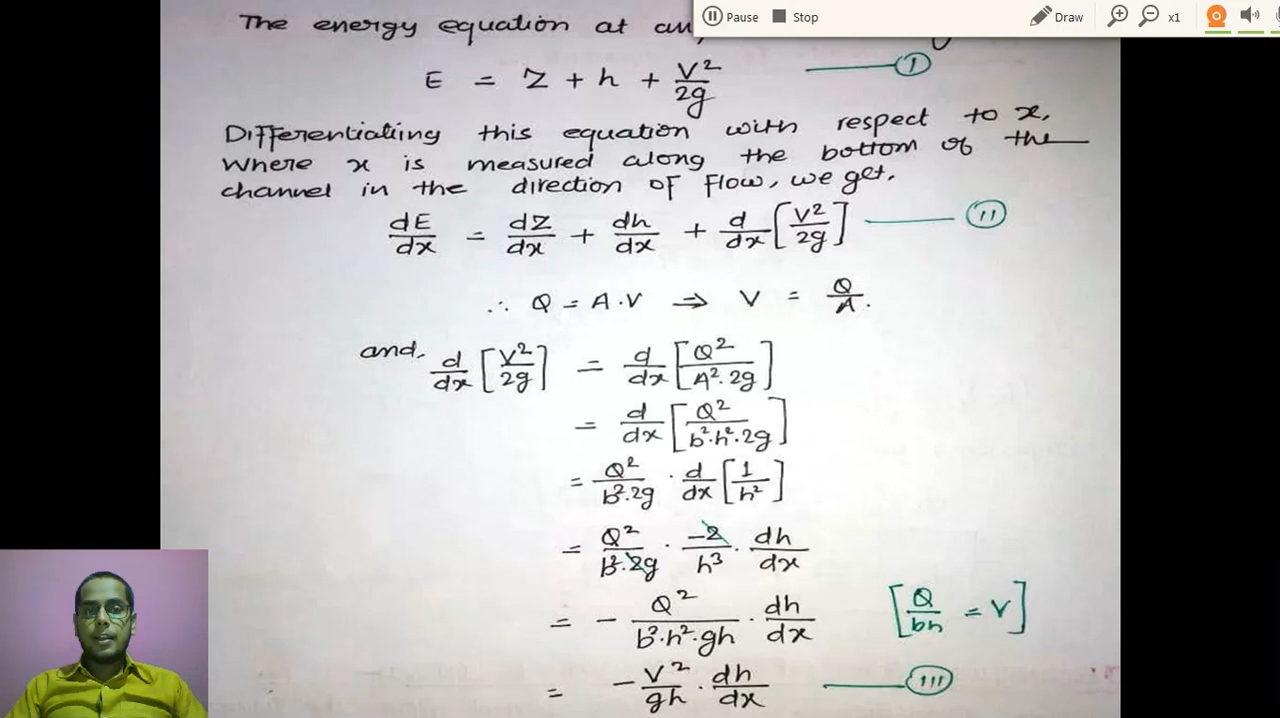 Pause Stop Draw x1
The energy equation at any
E = Z + h + V²/2g ——— I
Differentiating this equation with respect to x,
Where x is measured along the bottom of the
channel in the direction of flow, we get,
dE/dx = dZ/dx + dh/dx + d/dx [V²/2g] ——— II
∴ Q = A·V ⇒ V = Q/A.
and, d/dx [V²/2g] = d/dx [Q²/A²·2g]
= d/dx [Q²/b²·h²·2g]
= Q²/b²·2g · d/dx [1/h²]
= Q²/b²·2g · -2/h³ · dh/dx
= - Q²/b²·h²·gh · dh/dx [Q/bh = V]
= - V²/gh · dh/dx ——— III